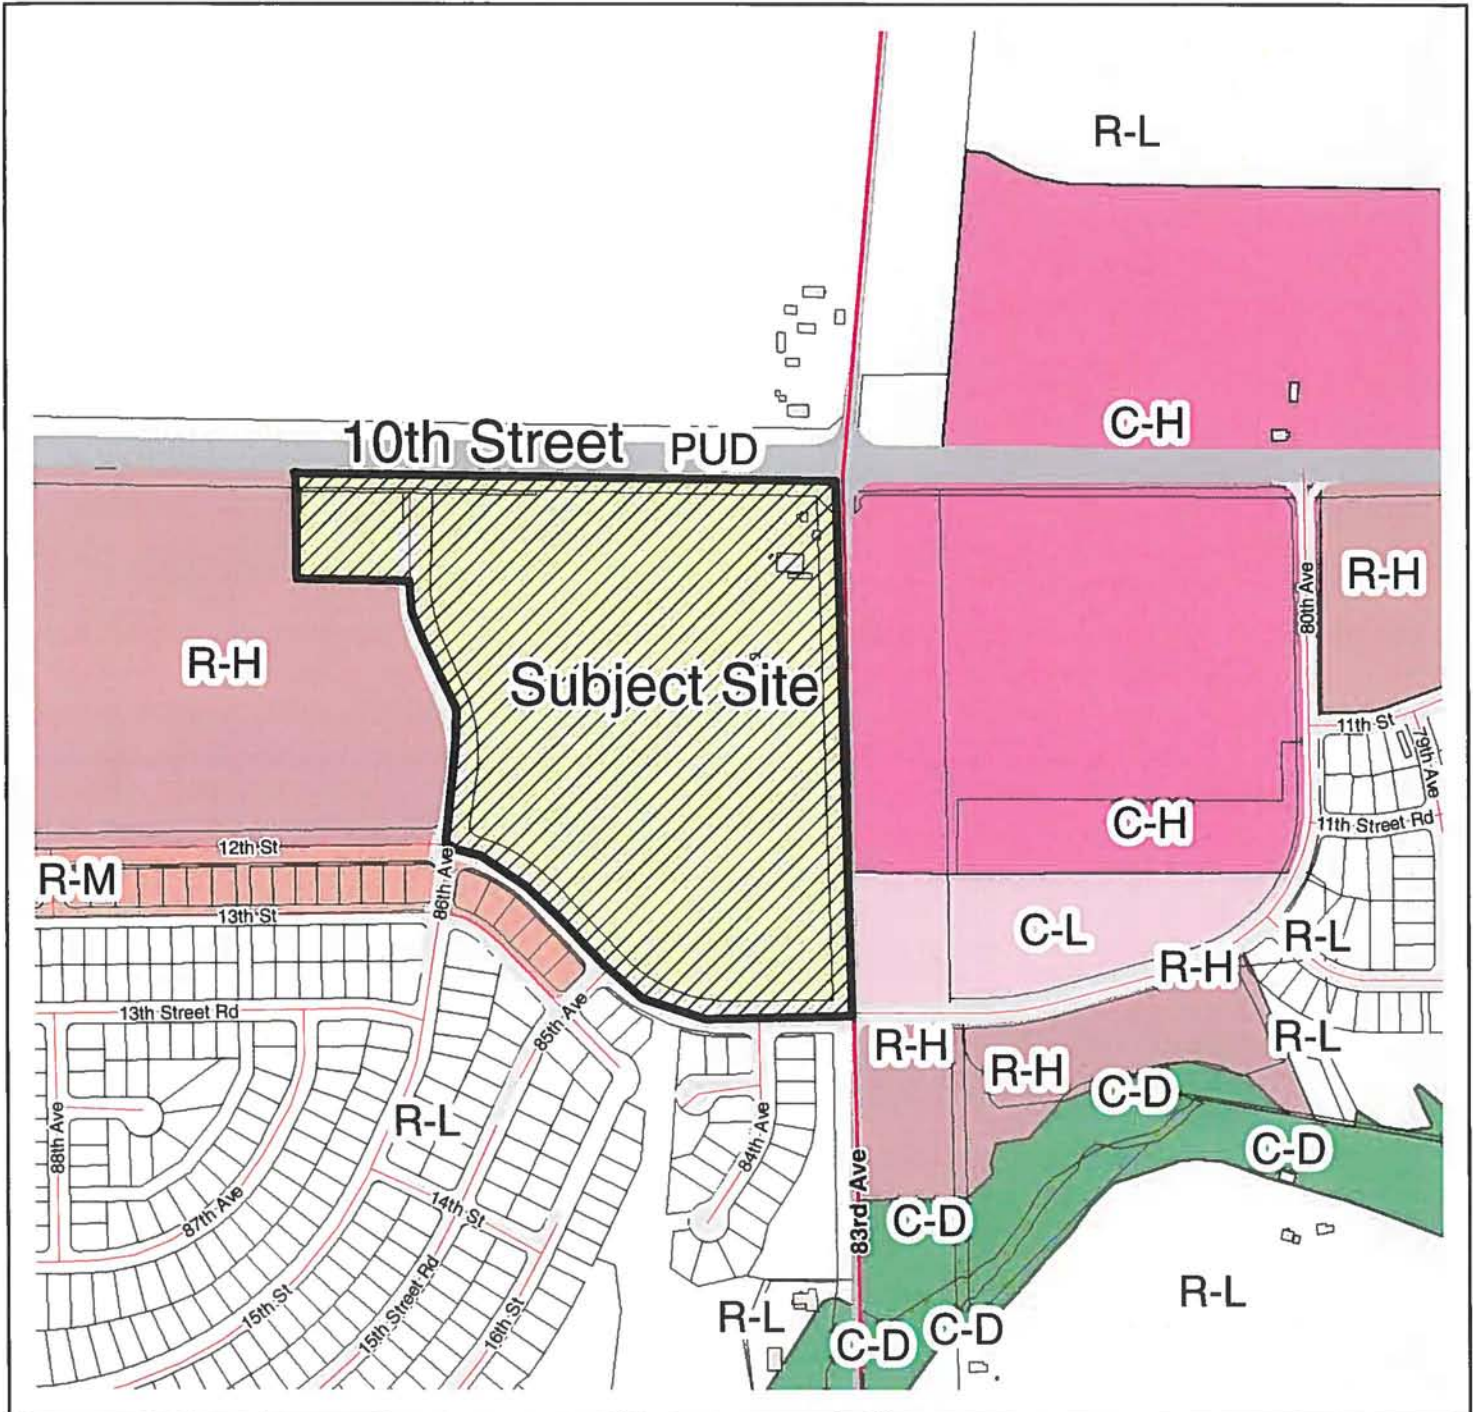 R-L
C-H
10th Street PUD
R-H
80th Ave
R-H
Subject Site
11th St
79th Ave
C-H
11th Street Rd
12th St
R-M
86th Ave
13th St
C-L
R-L
R-H
13th Street Rd
85th Ave
R-H
R-L
R-H
C-D
88th Ave
R-L
84th Ave
C-D
87th Ave
14th St
83rd Ave
C-D
15th St
15th Street Rd
16th St
R-L
R-L
C-D
C-D